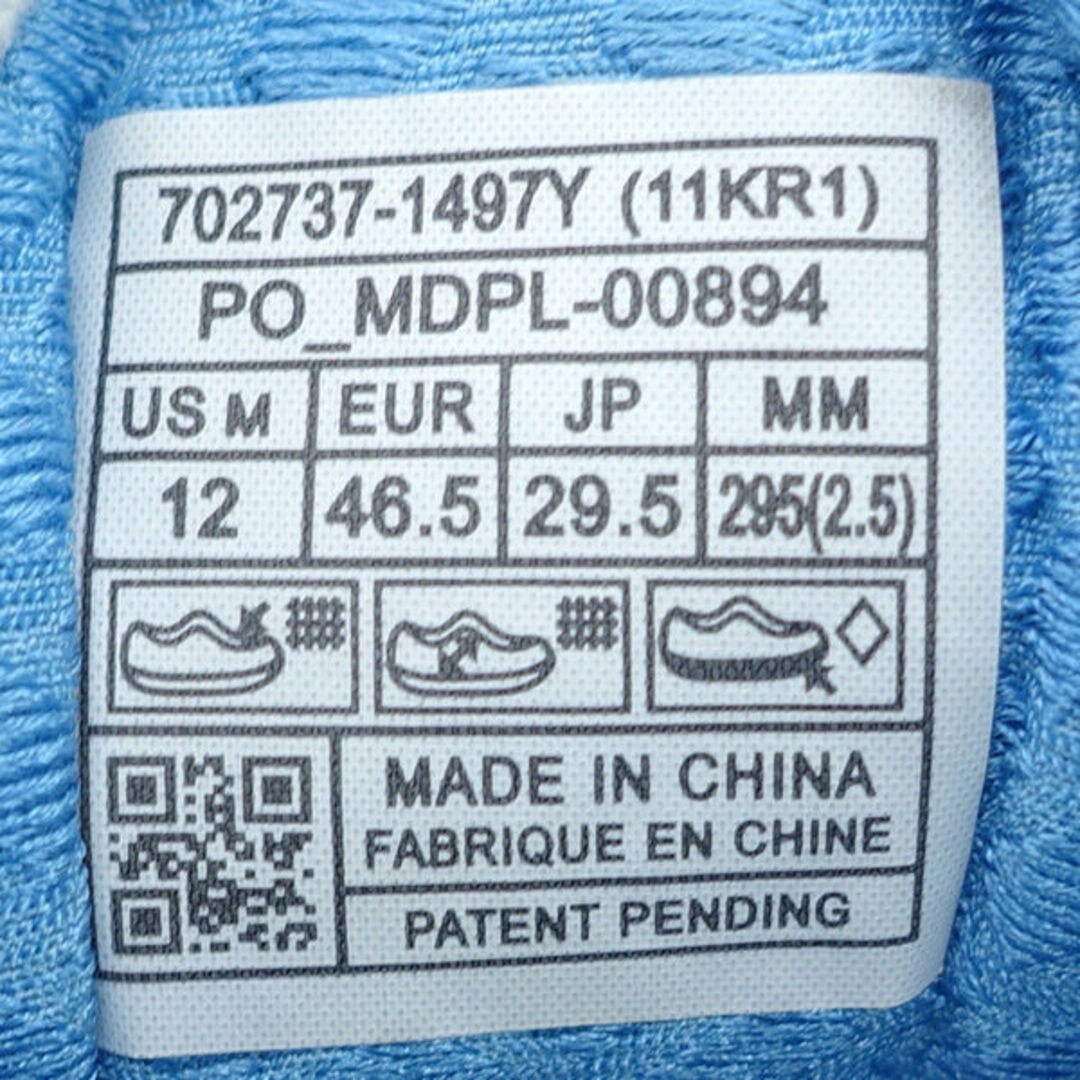 702737-1497Y (11KR1)
PO_MDPL-00894
US M EUR JP MM
12 46.5 29.5 295(2.5)
MADE IN CHINA
FABRIQUE EN CHINE
PATENT PENDING